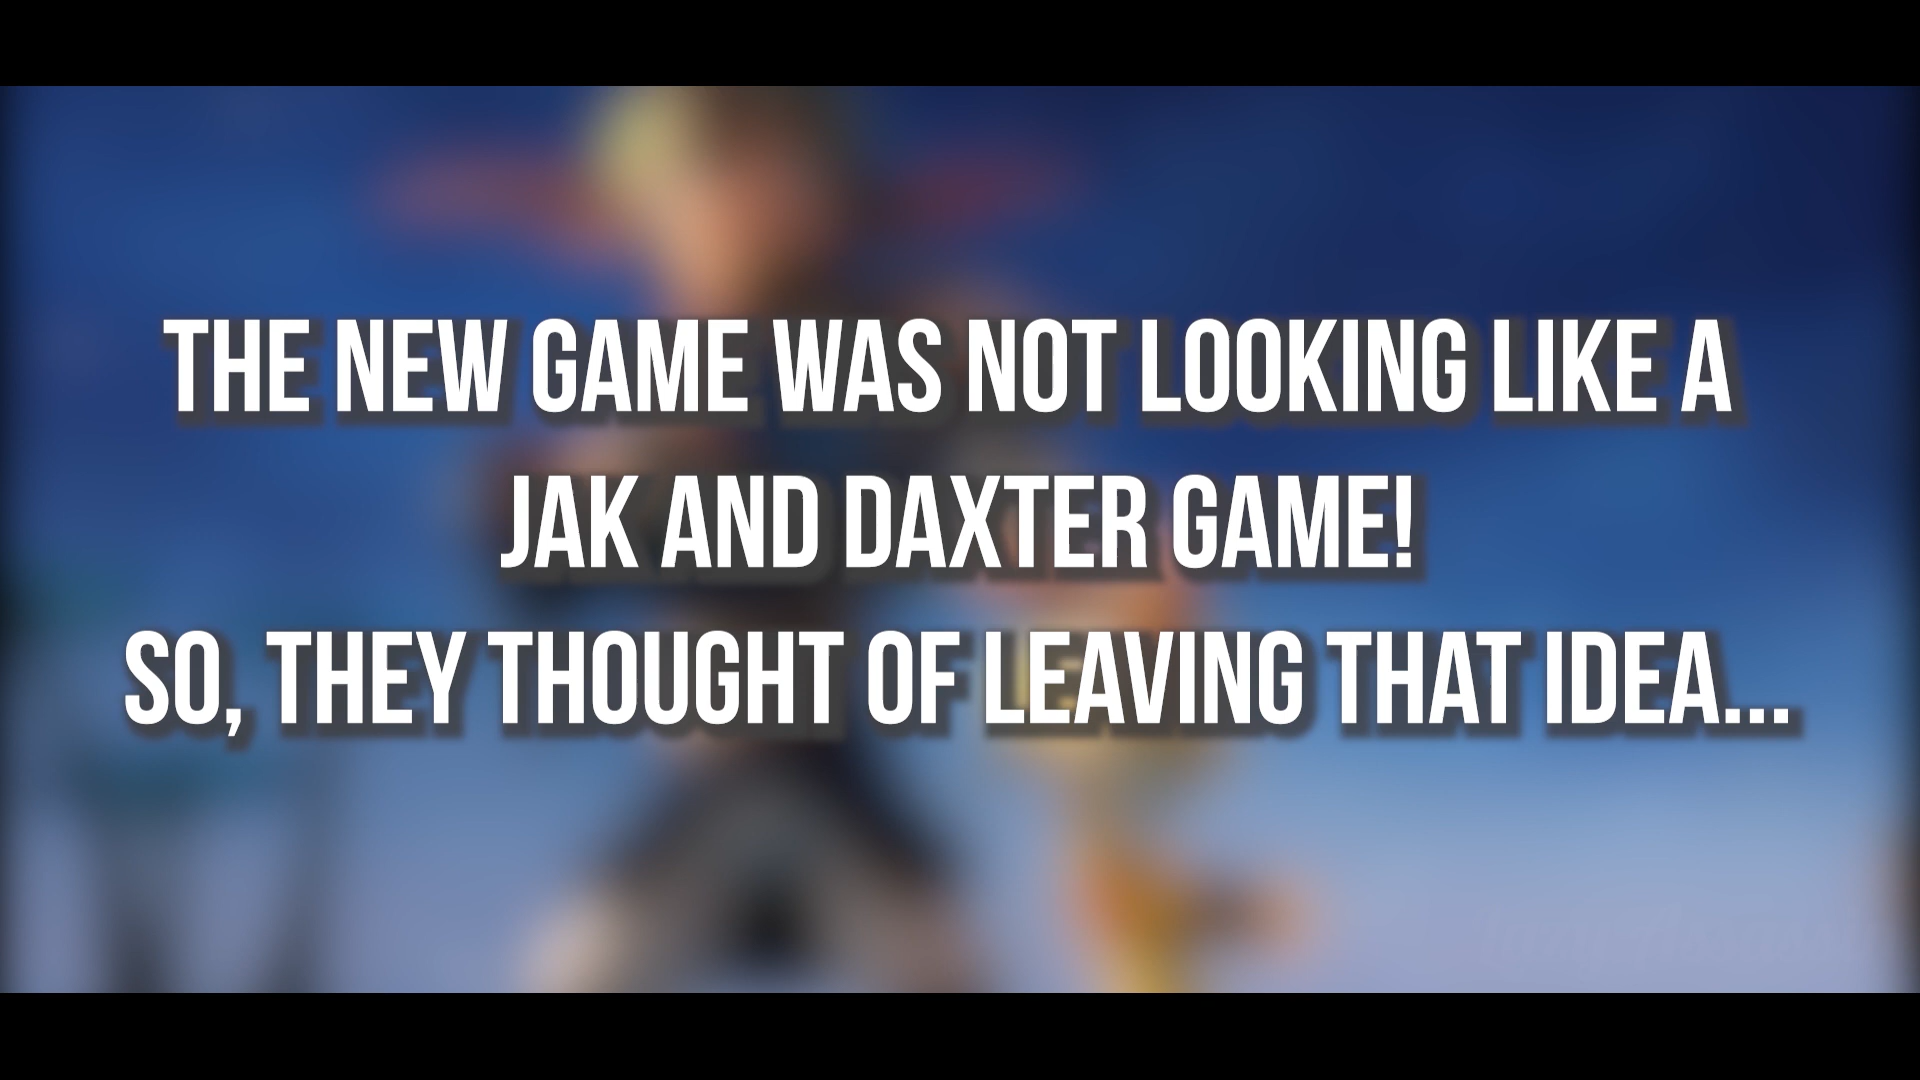 THE NEW GAME WAS NOT LOOKING LIKE A
JAK AND DAXTER GAME!
SO, THEY THOUGHT OF LEAVING THAT IDEA...